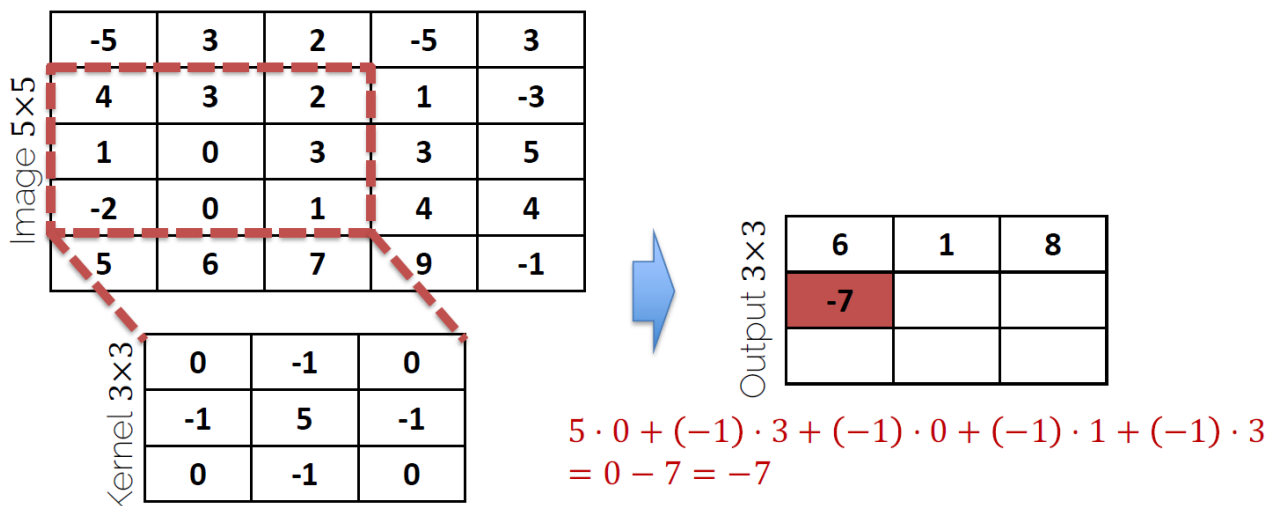 Image 5×5
-5 3 2 -5 3
4 3 2 1 -3
1 0 3 3 5
-2 0 1 4 4
5 6 7 9 -1
Kernel 3×3
0 -1 0
-1 5 -1
0 -1 0
Output 3×3
6 1 8
-7
5 · 0 + (−1) · 3 + (−1) · 0 + (−1) · 1 + (−1) · 3
= 0 − 7 = −7